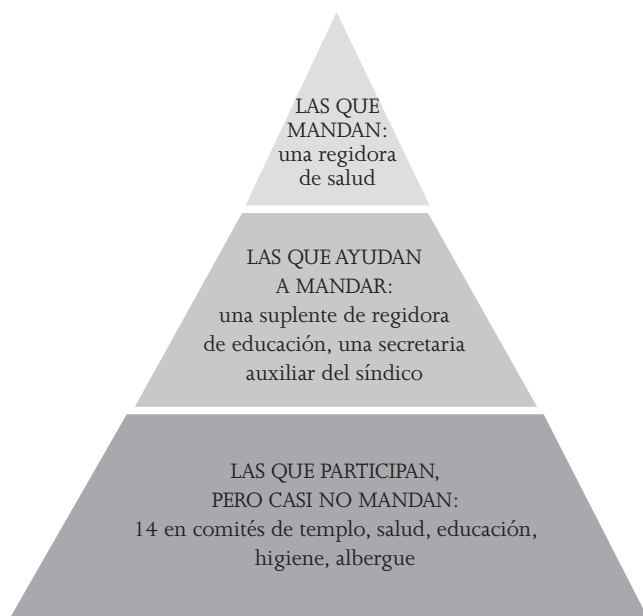 LAS QUE
MANDAN:
una regidora
de salud
LAS QUE AYUDAN
A MANDAR:
una suplente de regidora
de educación, una secretaria
auxiliar del síndico
LAS QUE PARTICIPAN,
PERO CASI NO MANDAN:
14 en comités de templo, salud, educación,
higiene, albergue